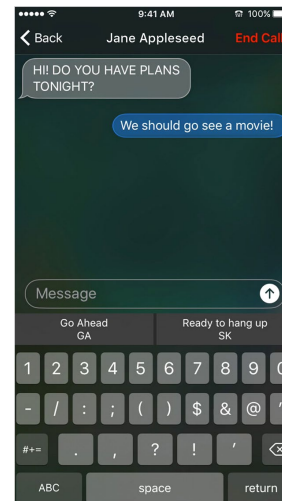 9:41 AM
100%
Back
Jane Appleseed
End Call
HI! DO YOU HAVE PLANS
TONIGHT?
We should go see a movie!
Message
Go Ahead
GA
Ready to hang up
SK
1 2 3 4 5 6 7 8 9 0
- / : ; ( ) $ & @ "
#+= . , ? ! '
ABC space return